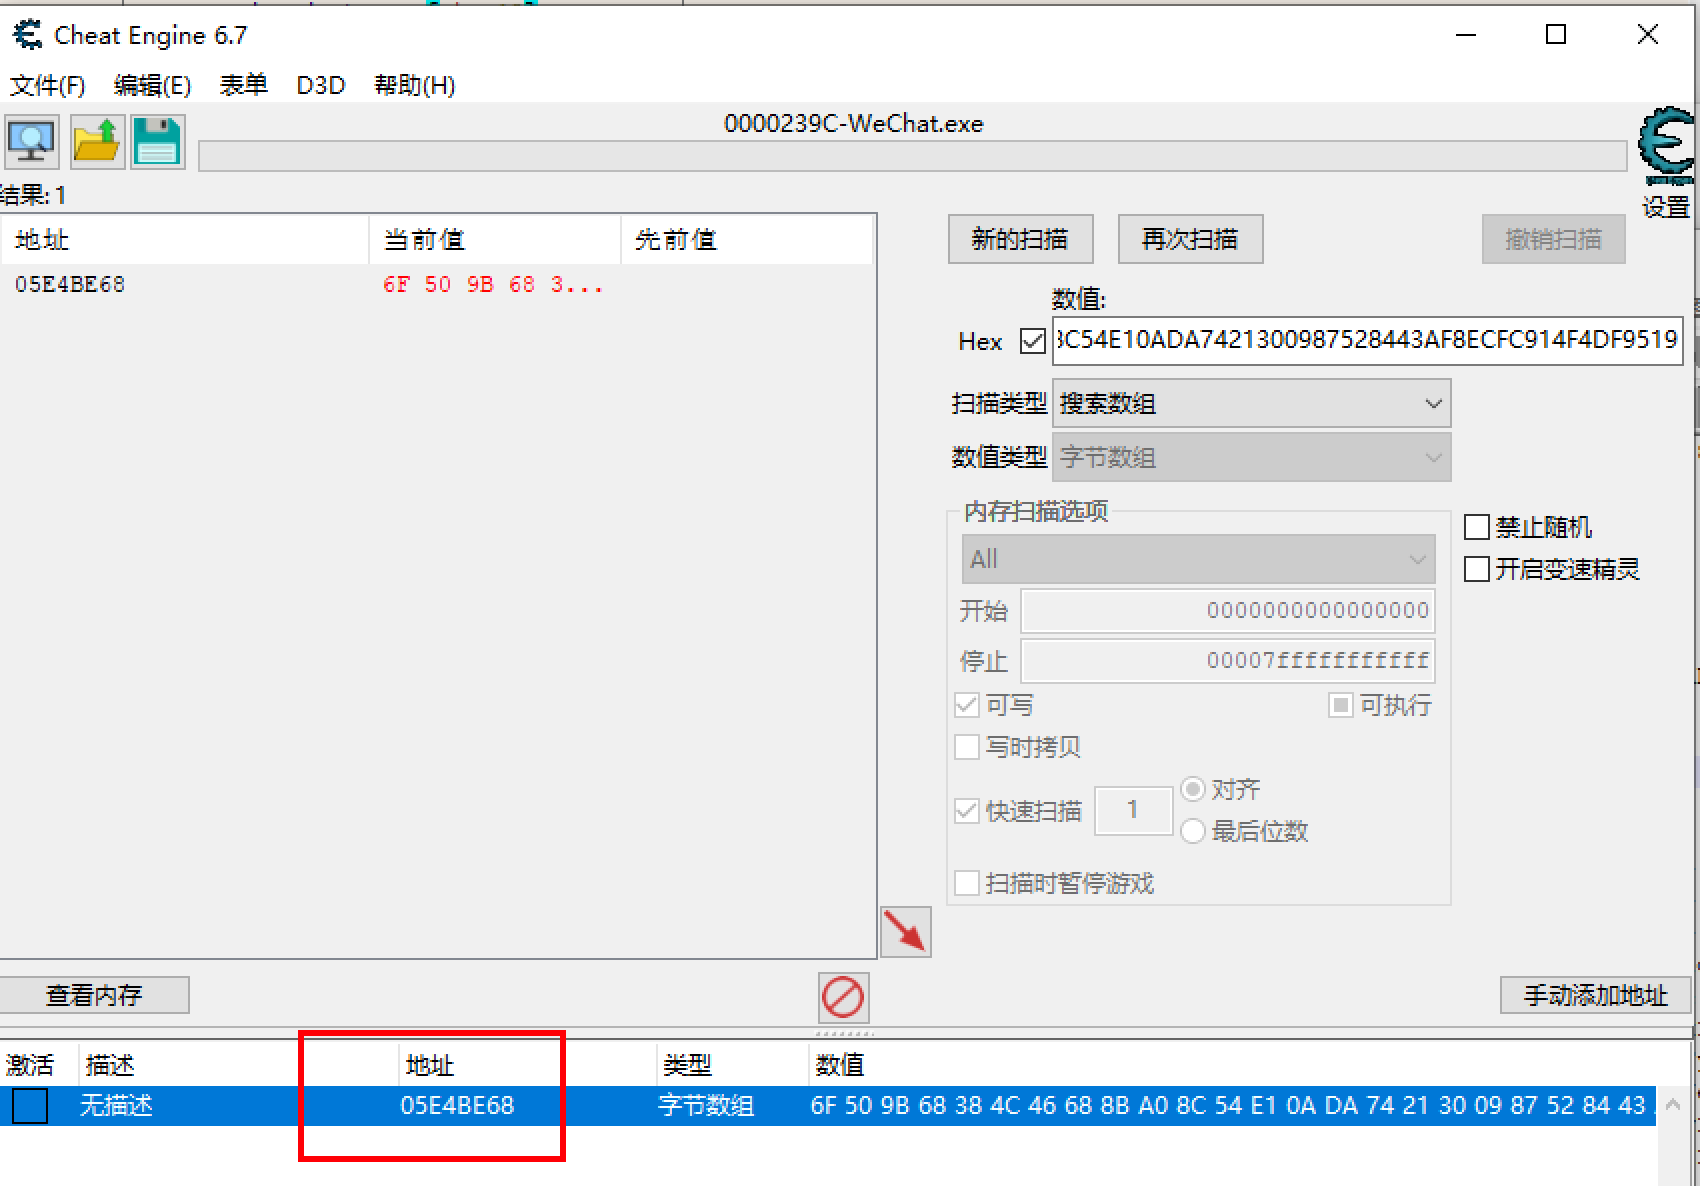 Cheat Engine 6.7
文件(F) 编辑(E) 表单 D3D 帮助(H)
0000239C-WeChat.exe
结果: 1
设置
地址 当前值 先前值
05E4BE68 6F 50 9B 68 3...
新的扫描 再次扫描 撤销扫描
数值:
Hex C54E10ADA7421300987528443AF8ECFC914F4DF9519
扫描类型 搜索数组
数值类型 字节数组
内存扫描选项
All
禁止随机
开启变速精灵
开始 0000000000000000
停止 00007fffffffffff
可写 可执行
写时拷贝
快速扫描 1 对齐
最后位数
扫描时暂停游戏
查看内存 手动添加地址
激活 描述 地址 类型 数值
无描述 05E4BE68 字节数组 6F 50 9B 68 38 4C 46 68 8B A0 8C 54 E1 0A DA 74 21 30 09 87 52 84 43